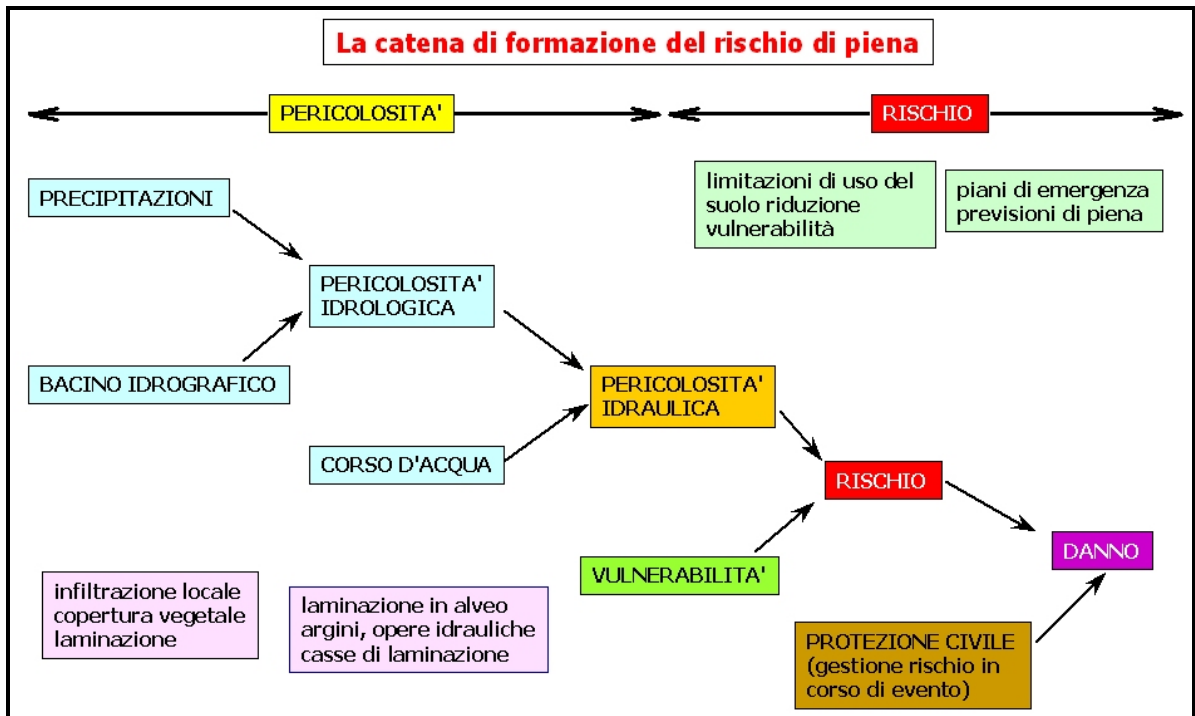 La catena di formazione del rischio di piena
PERICOLOSITA'
RISCHIO
PRECIPITAZIONI
limitazioni di uso del
suolo riduzione
vulnerabilità
piani di emergenza
previsioni di piena
PERICOLOSITA'
IDROLOGICA
BACINO IDROGRAFICO
PERICOLOSITA'
IDRAULICA
CORSO D'ACQUA
RISCHIO
VULNERABILITA'
DANNO
infiltrazione locale
copertura vegetale
laminazione
laminazione in alveo
argini, opere idrauliche
casse di laminazione
PROTEZIONE CIVILE
(gestione rischio in
corso di evento)